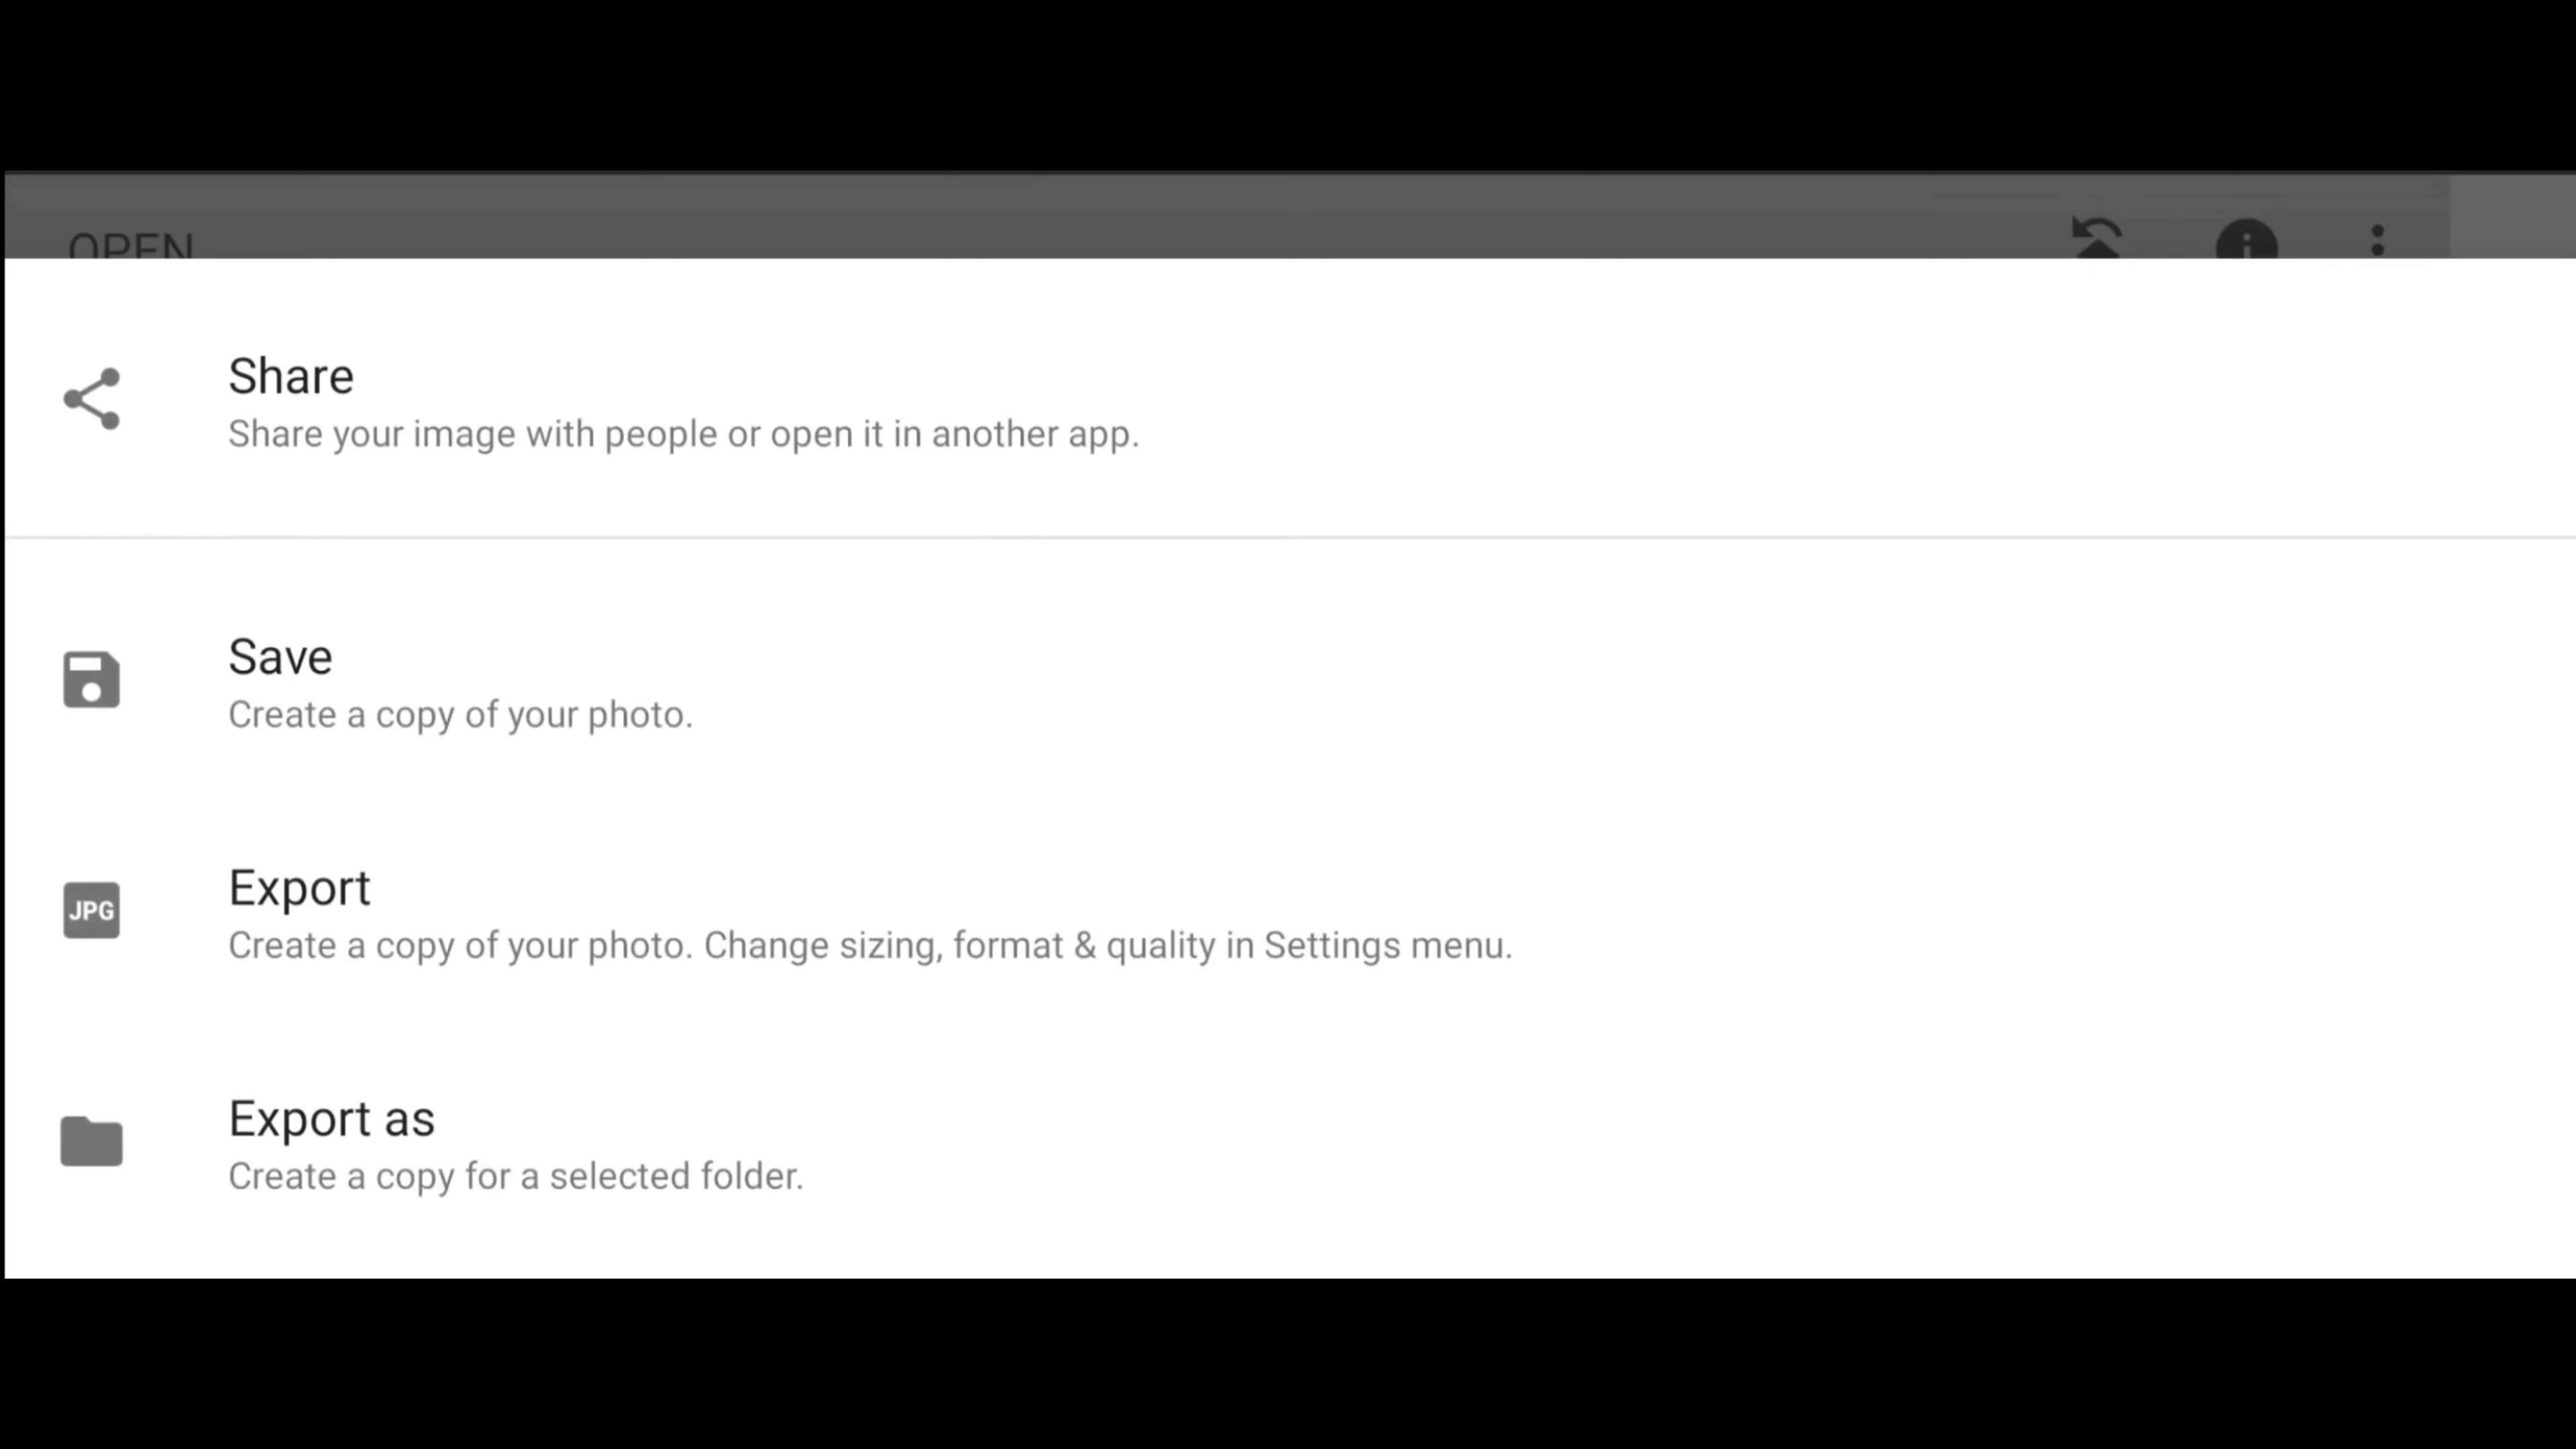 OPEN
Share
Share your image with people or open it in another app.
Save
Create a copy of your photo.
JPG
Export
Create a copy of your photo. Change sizing, format & quality in Settings menu.
Export as
Create a copy for a selected folder.